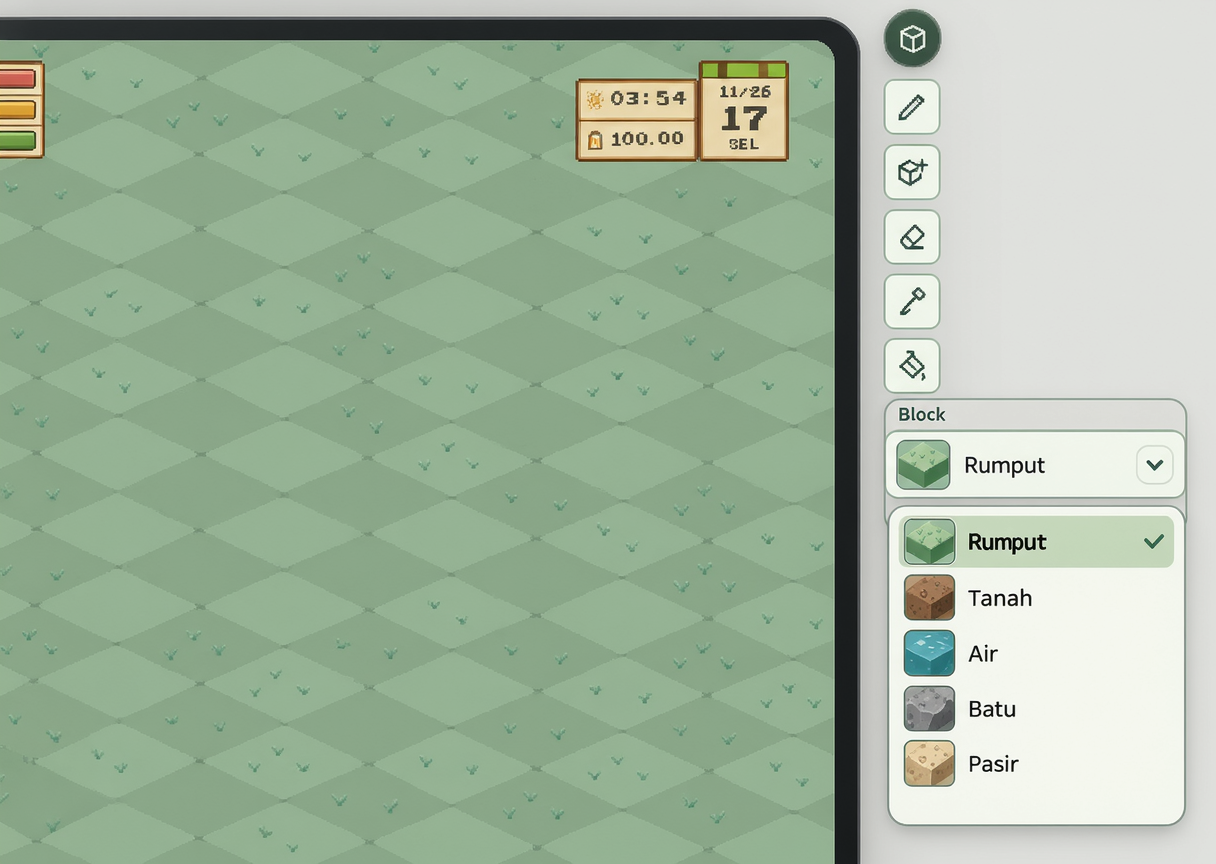 03:54
100.00
11/26
17
SEL
Block
Rumput
Rumput
Tanah
Air
Batu
Pasir